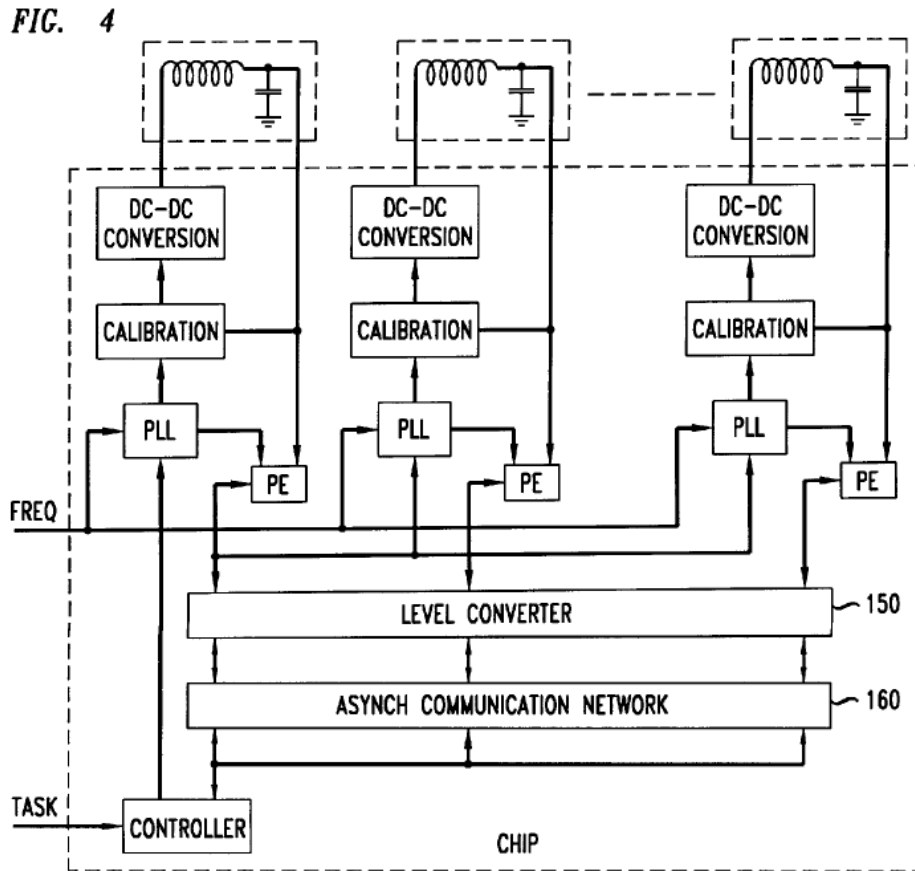 FIG. 4
DC-DC
CONVERSION
DC-DC
CONVERSION
DC-DC
CONVERSION
CALIBRATION
CALIBRATION
CALIBRATION
PLL
PLL
PLL
PE
PE
PE
FREQ
LEVEL CONVERTER
150
ASYNCH COMMUNICATION NETWORK
160
TASK
CONTROLLER
CHIP